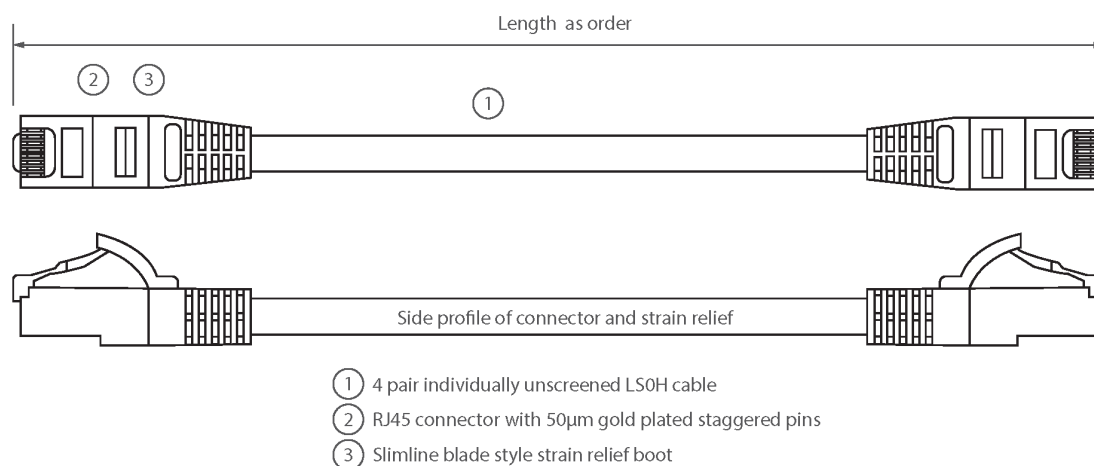 Length as order
2 3
1
Side profile of connector and strain relief
1 4 pair individually unscreened LS0H cable
2 RJ45 connector with 50µm gold plated staggered pins
3 Slimline blade style strain relief boot